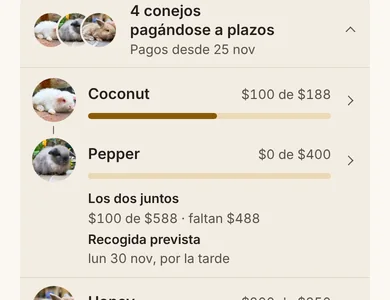 4 conejos
pagándose a plazos
Pagos desde 25 nov
Coconut $100 de $188
Pepper $0 de $400
Los dos juntos
$100 de $588 · faltan $488
Recogida prevista
lun 30 nov, por la tarde